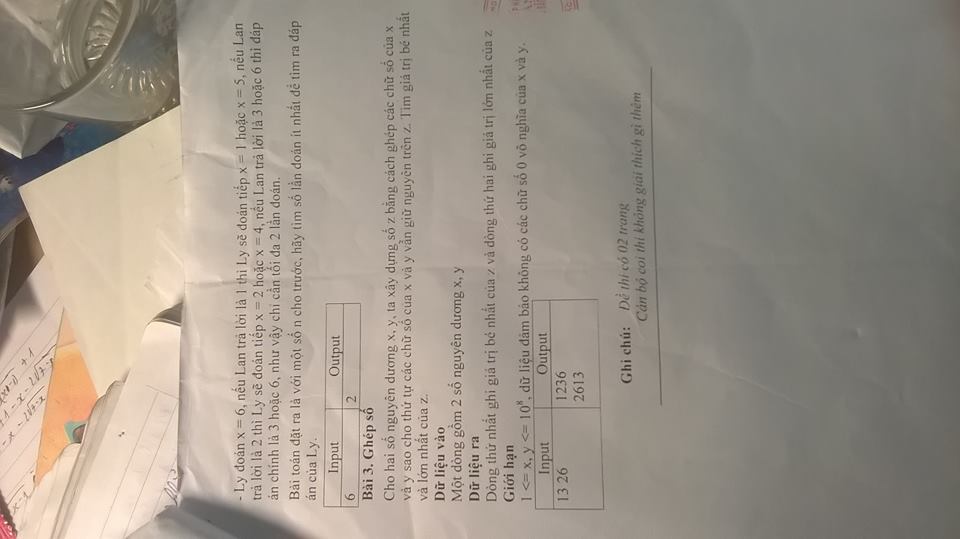 - Ly đoán x = 6, nếu Lan trả lời là 1 thì Ly sẽ đoán tiếp x = 1 hoặc x = 5, nếu Lan
trả lời là 2 thì Ly sẽ đoán tiếp x = 2 hoặc x = 4, nếu Lan trả lời là 3 hoặc 6 thì đáp
án chính là 3 hoặc 6, như vậy chỉ cần tối đa 2 lần đoán.
Bài toán đặt ra là với một số n cho trước, hãy tìm số lần đoán ít nhất để tìm ra đáp
án của Ly.
Input Output
6 2
Bài 3. Ghép số
Cho hai số nguyên dương x, y, ta xây dựng số z bằng cách ghép các chữ số của x
và y sao cho thứ tự các chữ số của x và y vẫn giữ nguyên trên z. Tìm giá trị bé nhất
và lớn nhất của z.
Dữ liệu vào
Một dòng gồm 2 số nguyên dương x, y
Dữ liệu ra
Dòng thứ nhất ghi giá trị bé nhất của z và dòng thứ hai ghi giá trị lớn nhất của z
Giới hạn
1 <= x, y <= 10⁸, dữ liệu đảm bảo không có các chữ số 0 vô nghĩa của x và y.
Input Output
13 26 1236
2613
Ghi chú: Đề thi có 02 trang
Cán bộ coi thi không giải thích gì thêm